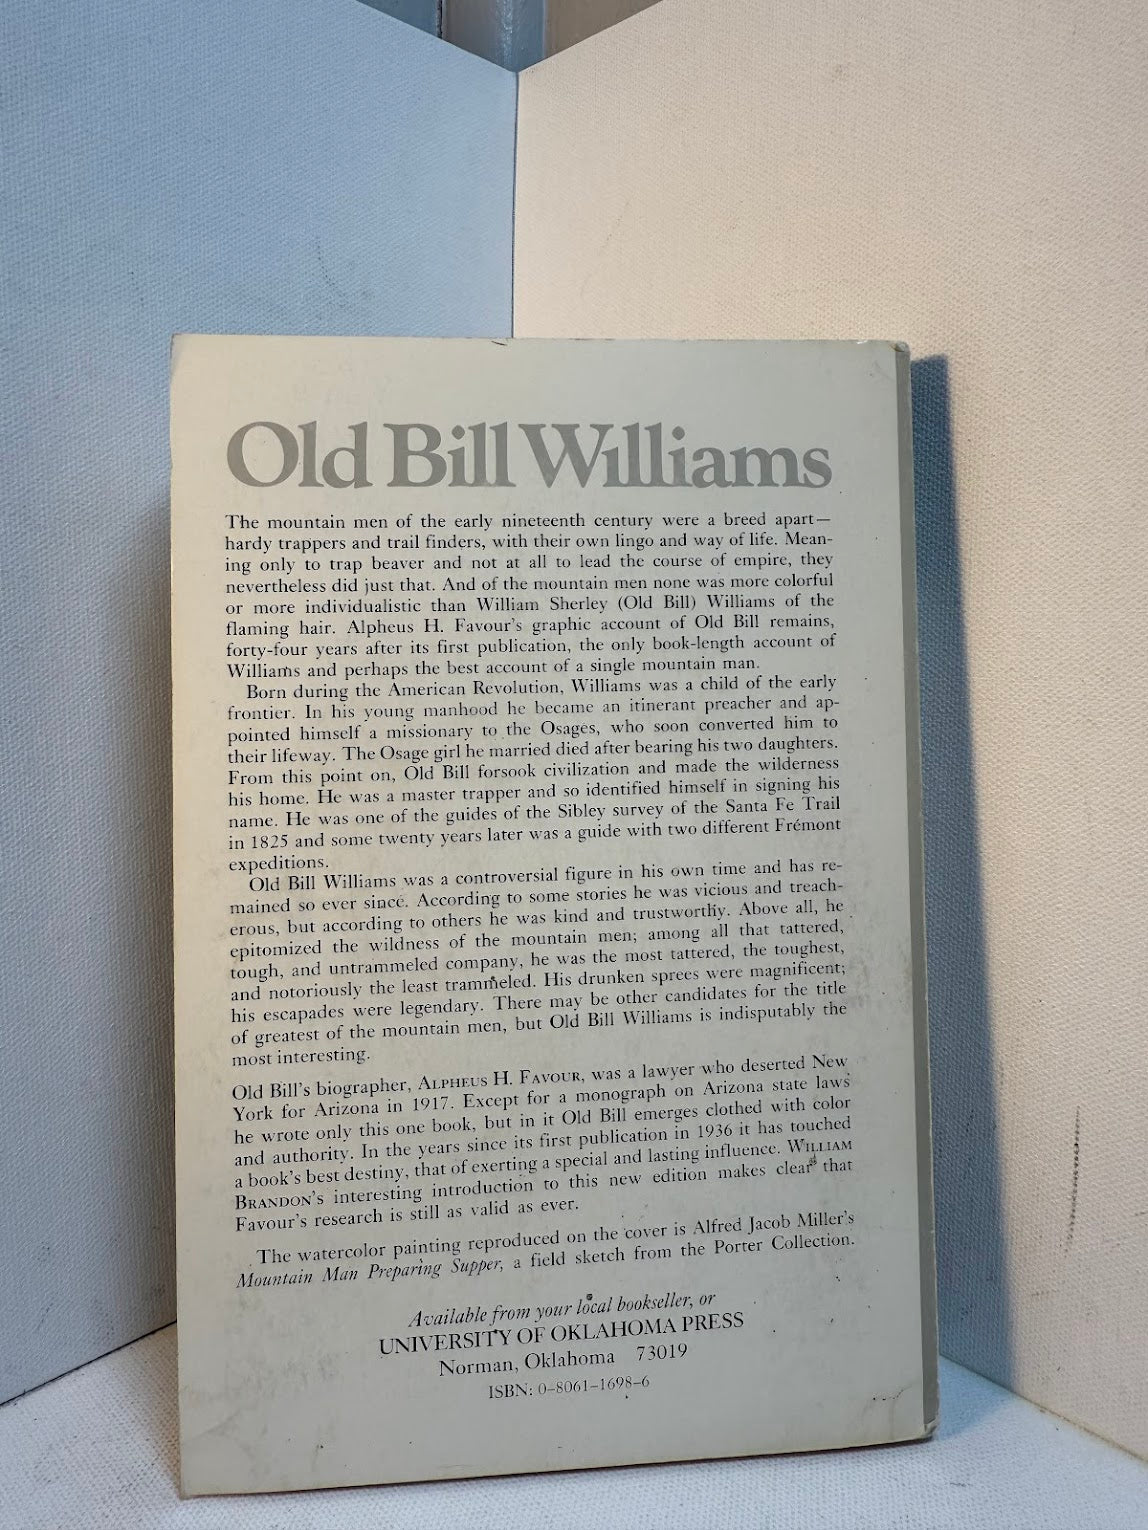 Old Bill Williams
The mountain men of the early nineteenth century were a breed apart—
hardy trappers and trail finders, with their own lingo and way of life. Mean-
ing only to trap beaver and not at all to lead the course of empire, they
nevertheless did just that. And of the mountain men none was more colorful
or more individualistic than William Sherley (Old Bill) Williams of the
flaming hair. Alpheus H. Favour's graphic account of Old Bill remains,
forty-four years after its first publication, the only book-length account of
Williams and perhaps the best account of a single mountain man.
Born during the American Revolution, Williams was a child of the early
frontier. In his young manhood he became an itinerant preacher and ap-
pointed himself a missionary to the Osages, who soon converted him to
their lifeway. The Osage girl he married died after bearing his two daughters.
From this point on, Old Bill forsook civilization and made the wilderness
his home. He was a master trapper and so identified himself in signing his
name. He was one of the guides of the Sibley survey of the Santa Fe Trail
in 1825 and some twenty years later was a guide with two different Frémont
expeditions.
Old Bill Williams was a controversial figure in his own time and has re-
mained so ever since. According to some stories he was vicious and treach-
erous, but according to others he was kind and trustworthy. Above all, he
epitomized the wildness of the mountain men; among all that tattered,
tough, and untrammeled company, he was the most tattered, the toughest,
and notoriously the least trammeled. His drunken sprees were magnificent;
his escapades were legendary. There may be other candidates for the title
of greatest of the mountain men, but Old Bill Williams is indisputably the
most interesting.
Old Bill's biographer, ALPHEUS H. FAVOUR, was a lawyer who deserted New
York for Arizona in 1917. Except for a monograph on Arizona state laws
he wrote only this one book, but in it Old Bill emerges clothed with color
and authority. In the years since its first publication in 1936 it has touched
a book's best destiny, that of exerting a special and lasting influence. WILLIAM
BRANDON's interesting introduction to this new edition makes clear that
Favour's research is still as valid as ever.
The watercolor painting reproduced on the cover is Alfred Jacob Miller's
Mountain Man Preparing Supper, a field sketch from the Porter Collection.
Available from your local bookseller, or
UNIVERSITY OF OKLAHOMA PRESS
Norman, Oklahoma 73019
ISBN: 0-8061-1698-6